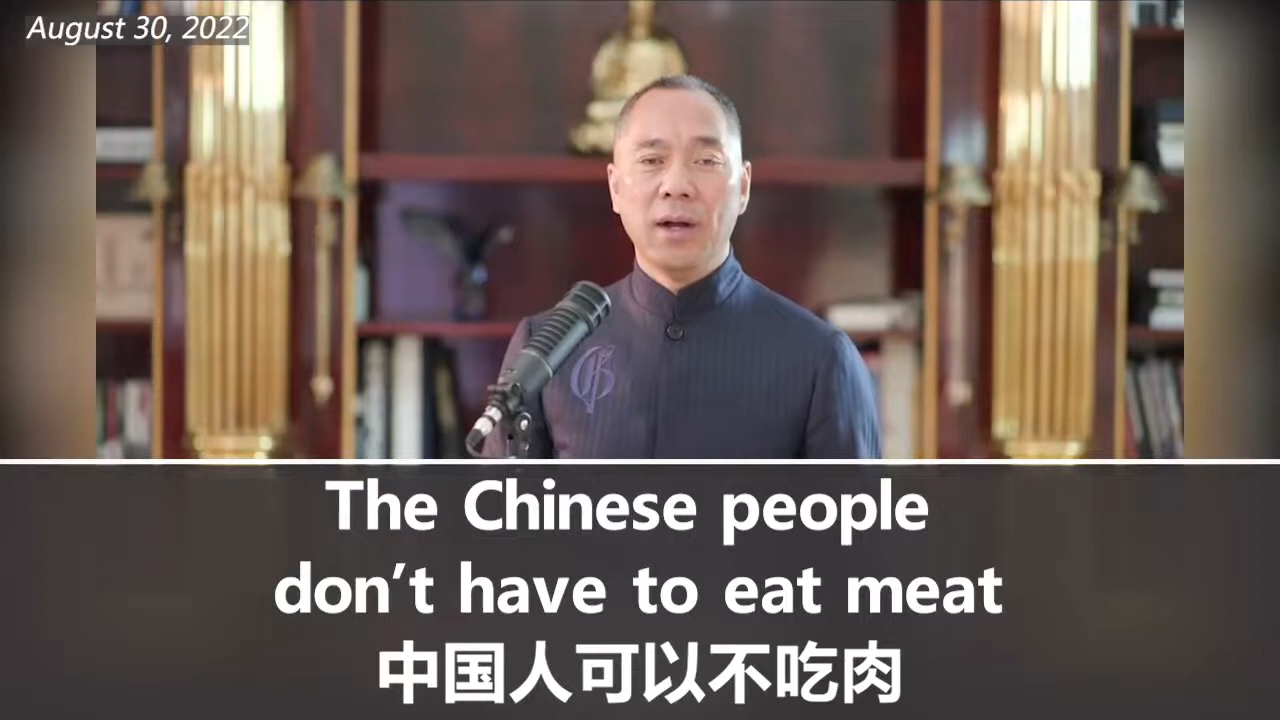 August 30, 2022
The Chinese people
don't have to eat meat
中国人可以不吃肉